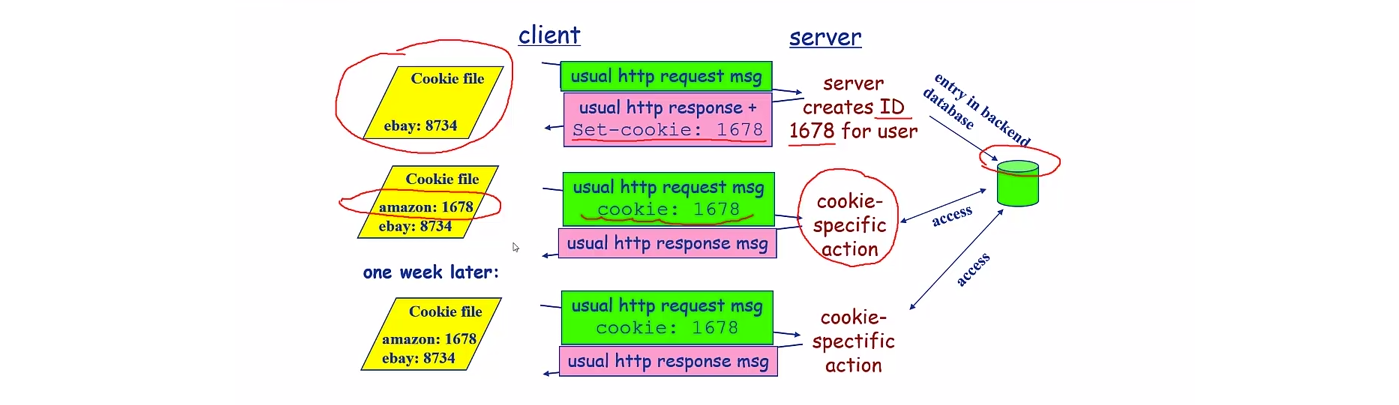 client
server
Cookie file
ebay: 8734
usual http request msg
usual http response +
Set-cookie: 1678
server
creates ID
1678 for user
entry in backend
database
Cookie file
amazon: 1678
ebay: 8734
usual http request msg
cookie: 1678
usual http response msg
cookie-
specific
action
access
access
one week later:
Cookie file
amazon: 1678
ebay: 8734
usual http request msg
cookie: 1678
usual http response msg
cookie-
spectific
action